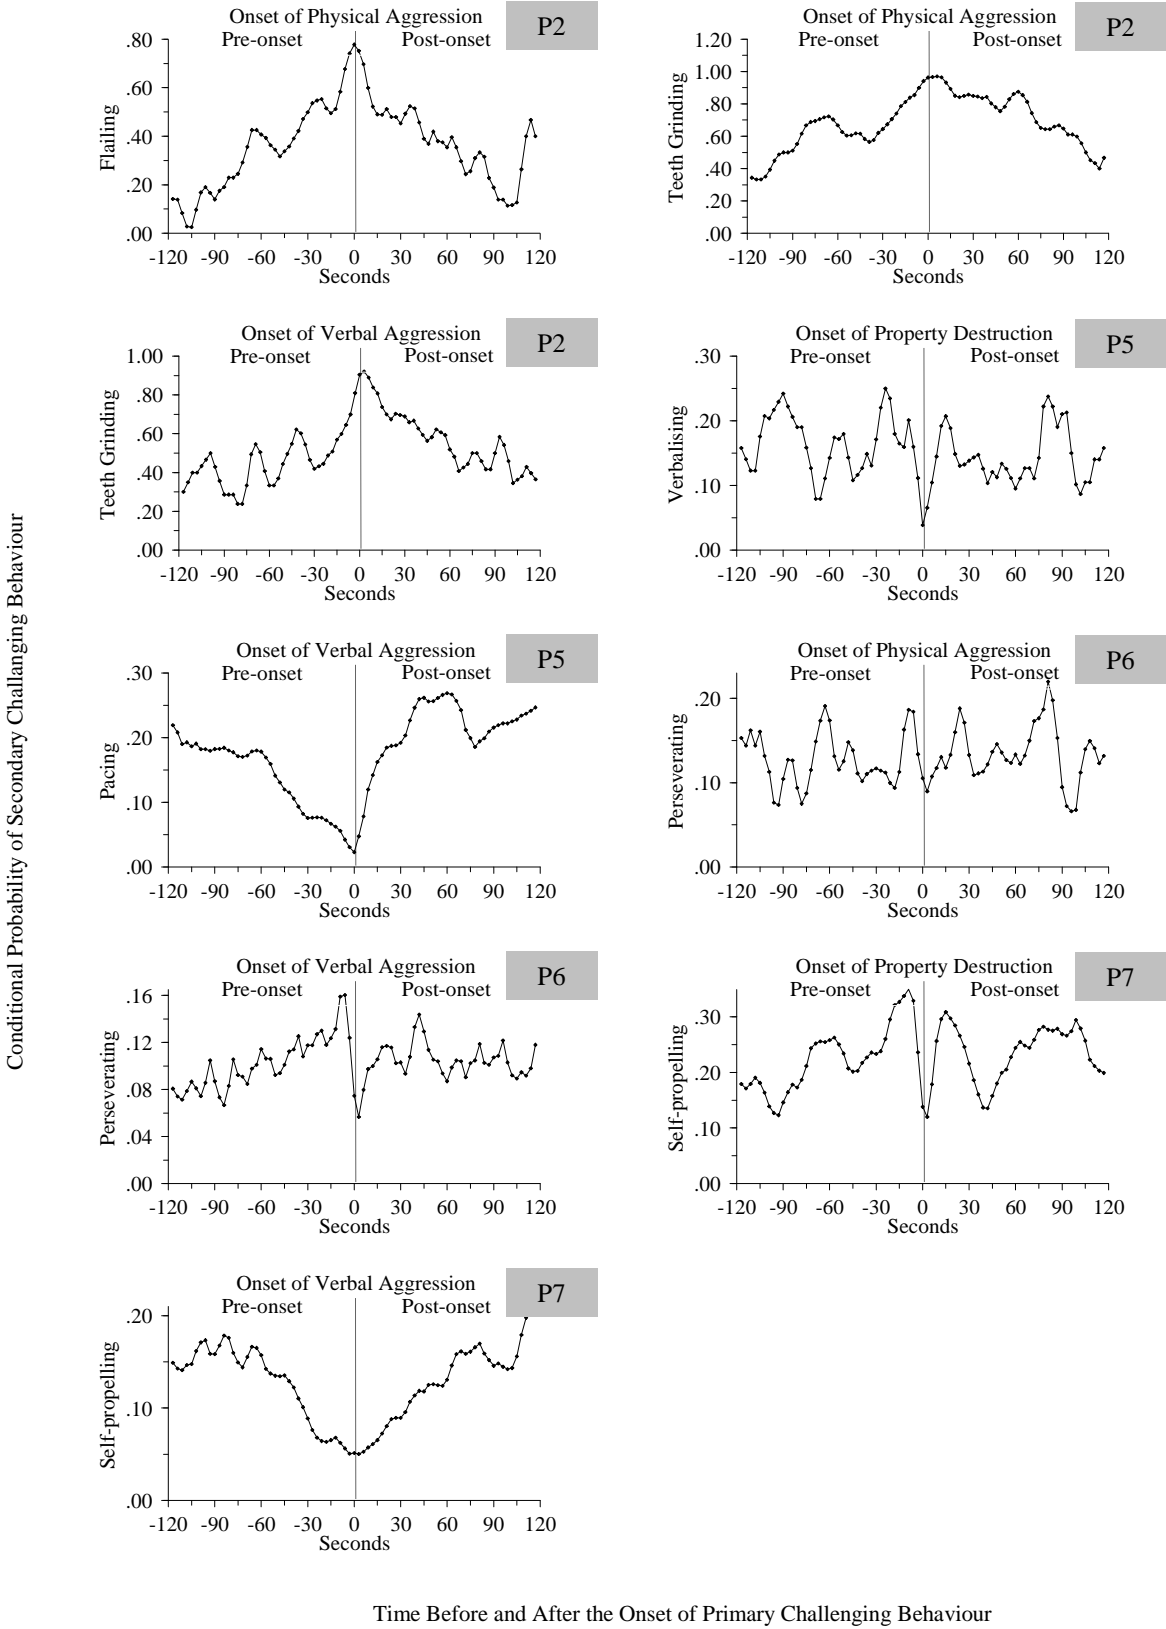 Conditional Probability of Secondary Challanging Behaviour
Onset of Physical Aggression
Pre-onset Post-onset
P2
Flailing
.80
.60
.40
.20
.00
-120 -90 -60 -30 0 30 60 90 120
Seconds
Onset of Physical Aggression
Pre-onset Post-onset
P2
Teeth Grinding
1.20
1.00
.80
.60
.40
.20
.00
-120 -90 -60 -30 0 30 60 90 120
Seconds
Onset of Verbal Aggression
Pre-onset Post-onset
P2
Teeth Grinding
1.00
.80
.60
.40
.20
.00
-120 -90 -60 -30 0 30 60 90 120
Seconds
Onset of Property Destruction
Pre-onset Post-onset
P5
Verbalising
.30
.20
.10
.00
-120 -90 -60 -30 0 30 60 90 120
Seconds
Onset of Verbal Aggression
Pre-onset Post-onset
P5
Pacing
.30
.20
.10
.00
-120 -90 -60 -30 0 30 60 90 120
Seconds
Onset of Physical Aggression
Pre-onset Post-onset
P6
Perseverating
.20
.10
.00
-120 -90 -60 -30 0 30 60 90 120
Seconds
Onset of Verbal Aggression
Pre-onset Post-onset
P6
Perseverating
.16
.12
.08
.04
.00
-120 -90 -60 -30 0 30 60 90 120
Seconds
Onset of Property Destruction
Pre-onset Post-onset
P7
Self-propelling
.30
.20
.10
.00
-120 -90 -60 -30 0 30 60 90 120
Seconds
Onset of Verbal Aggression
Pre-onset Post-onset
P7
Self-propelling
.20
.10
.00
-120 -90 -60 -30 0 30 60 90 120
Seconds
Time Before and After the Onset of Primary Challenging Behaviour